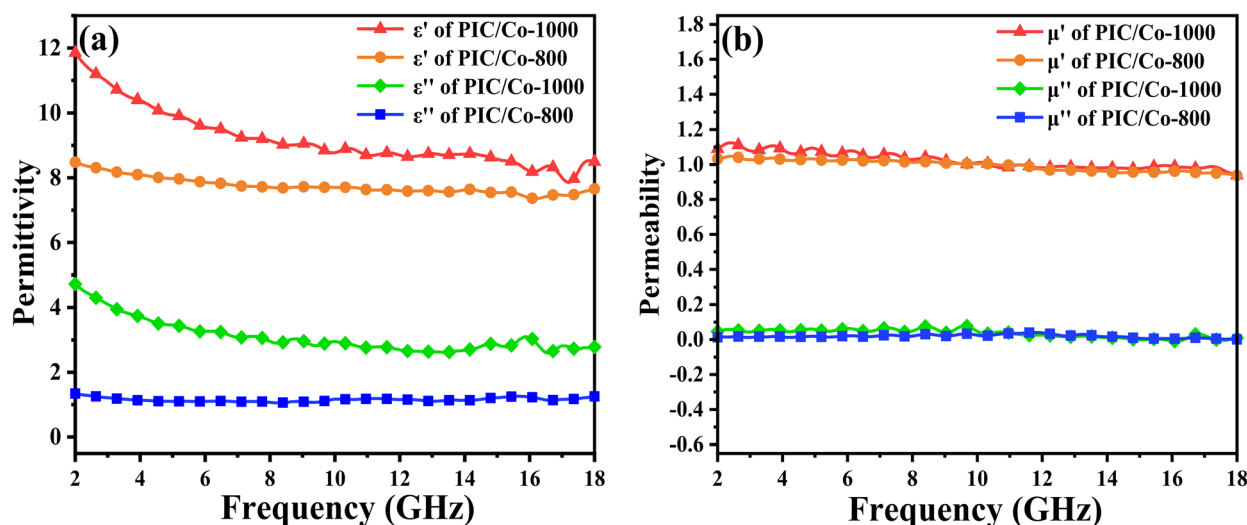 (a)
ε' of PIC/Co-1000
ε' of PIC/Co-800
ε'' of PIC/Co-1000
ε'' of PIC/Co-800
12
10
8
6
4
2
0
Permittivity
2 4 6 8 10 12 14 16 18
Frequency (GHz)
(b)
μ' of PIC/Co-1000
μ' of PIC/Co-800
μ'' of PIC/Co-1000
μ'' of PIC/Co-800
1.8
1.6
1.4
1.2
1.0
0.8
0.6
0.4
0.2
0.0
-0.2
-0.4
-0.6
Permeability
2 4 6 8 10 12 14 16 18
Frequency (GHz)